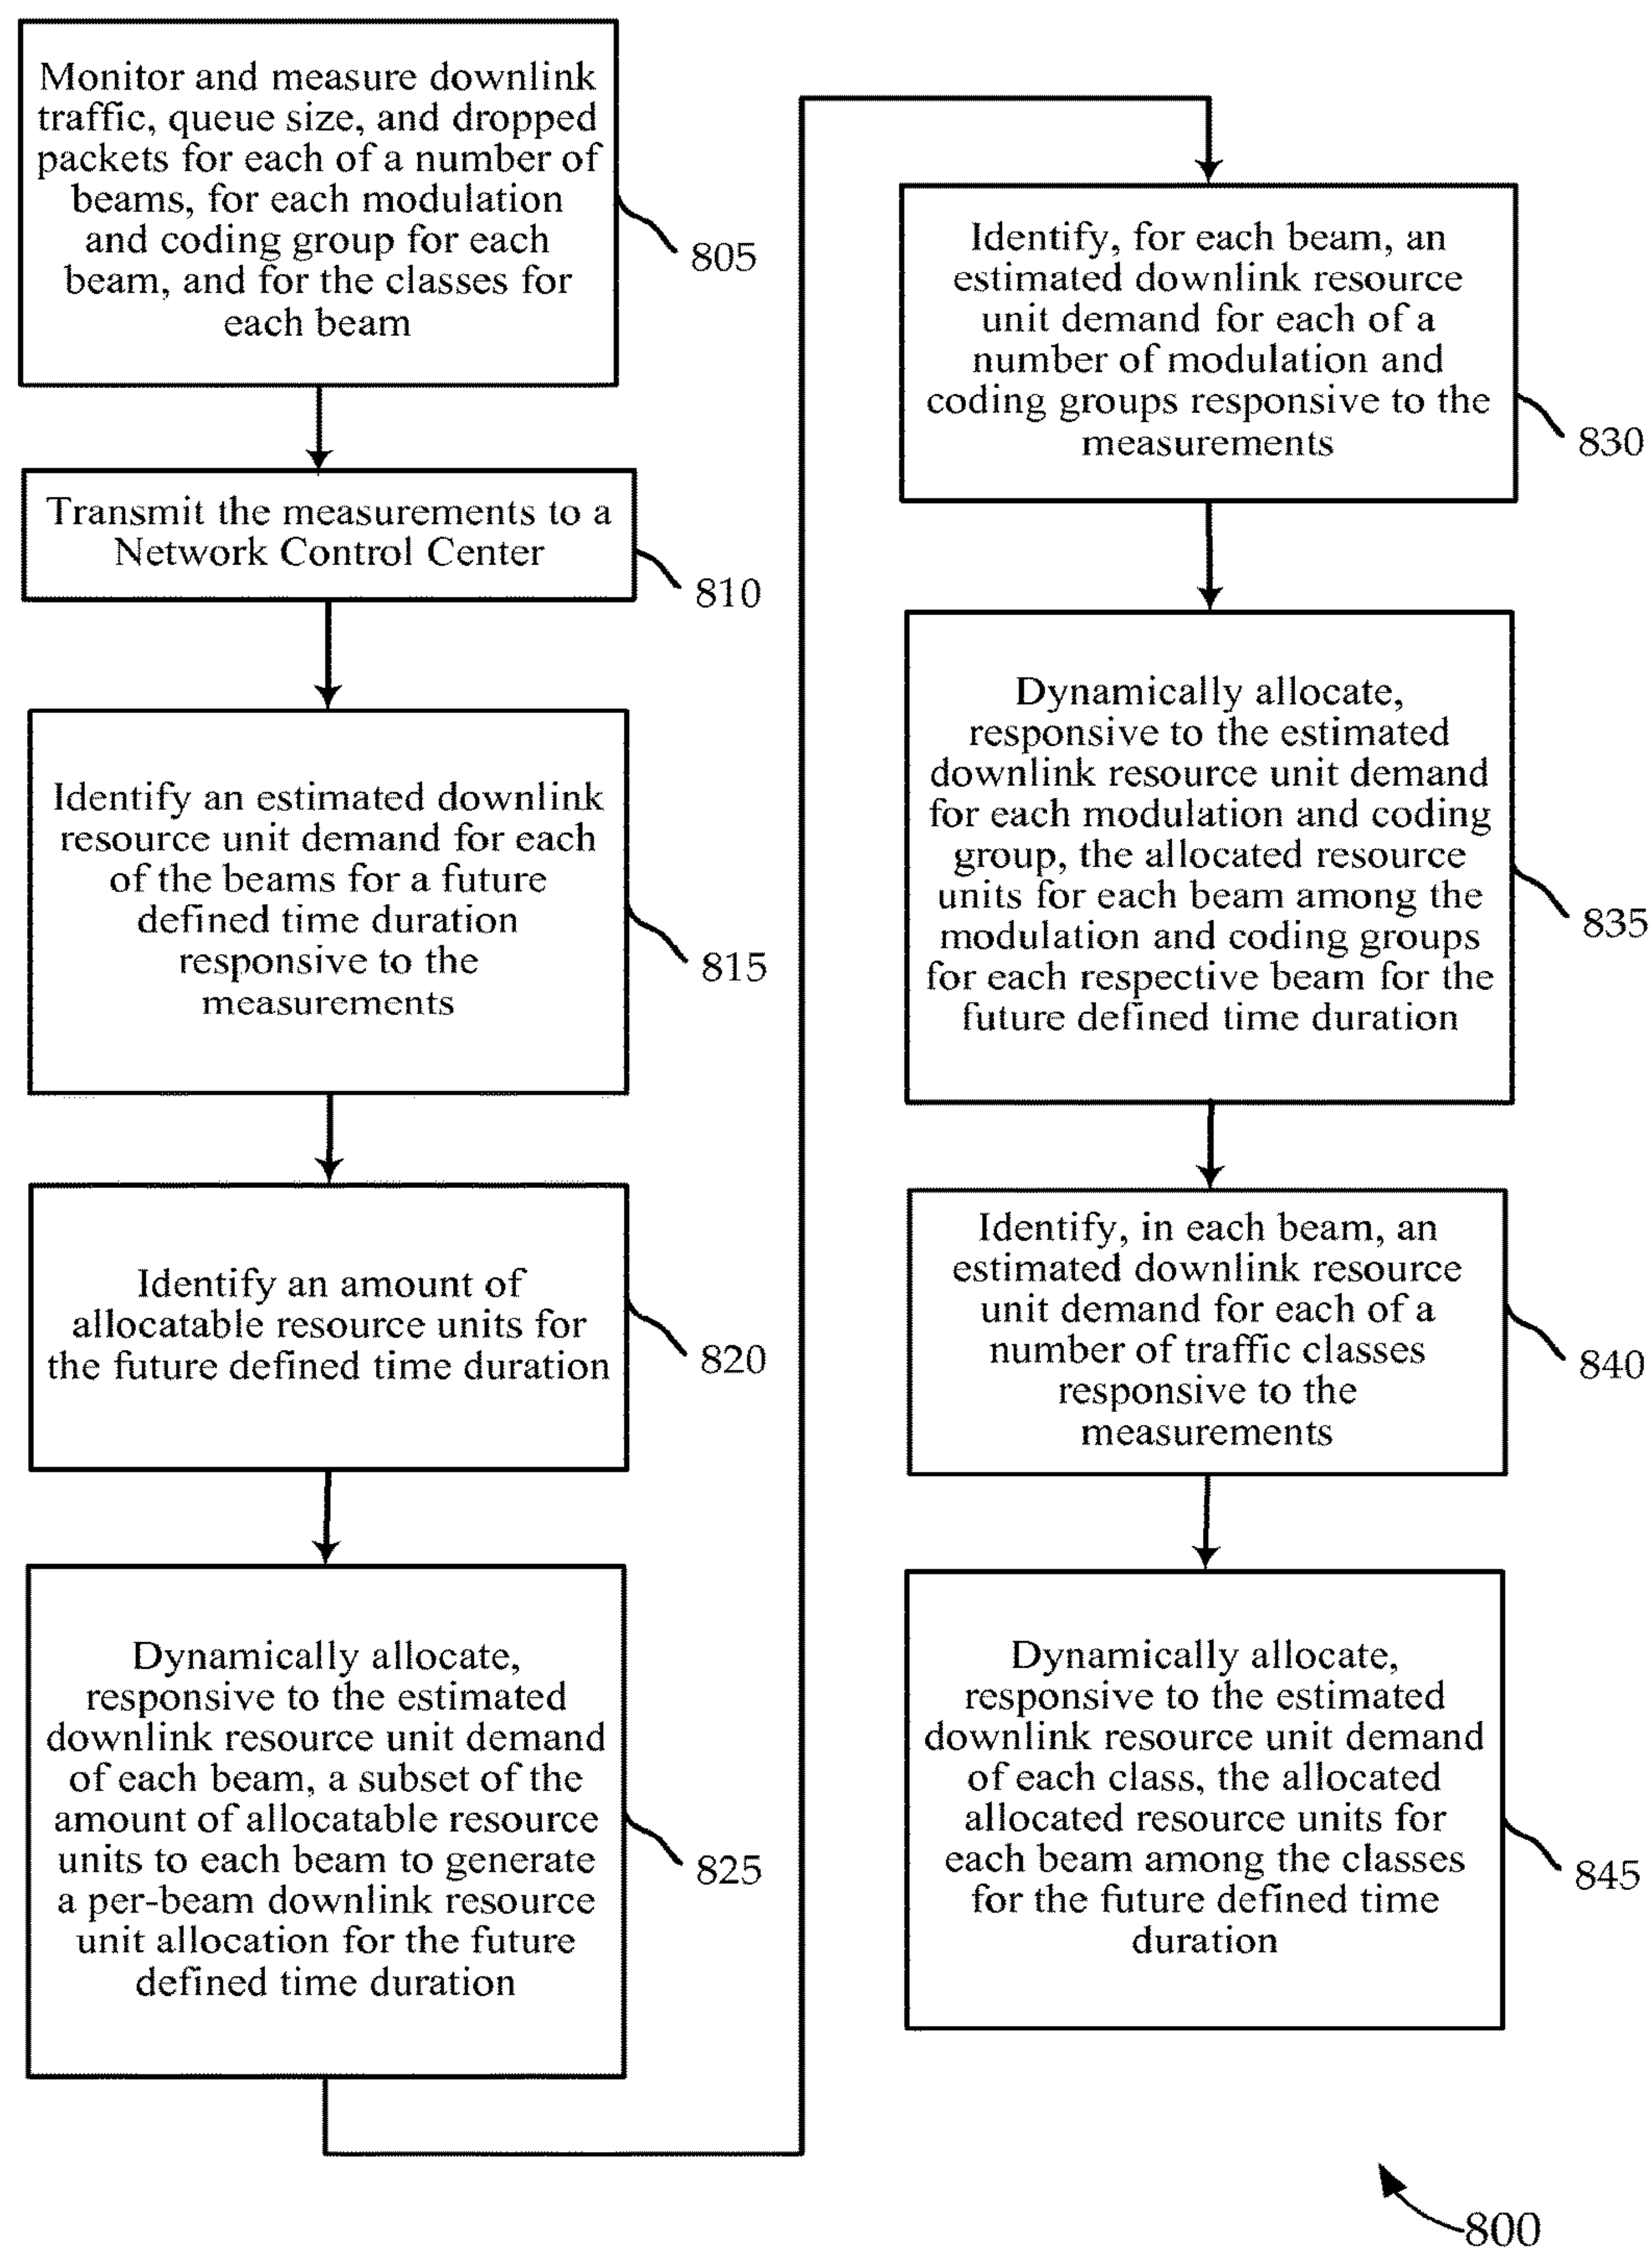 Monitor and measure downlink
traffic, queue size, and dropped
packets for each of a number of
beams, for each modulation
and coding group for each
beam, and for the classes for
each beam
805
Transmit the measurements to a
Network Control Center
810
Identify an estimated downlink
resource unit demand for each
of the beams for a future
defined time duration
responsive to the
measurements
815
Identify an amount of
allocatable resource units for
the future defined time duration
820
Dynamically allocate,
responsive to the estimated
downlink resource unit demand
of each beam, a subset of the
amount of allocatable resource
units to each beam to generate
a per-beam downlink resource
unit allocation for the future
defined time duration
825
Identify, for each beam, an
estimated downlink resource
unit demand for each of a
number of modulation and
coding groups responsive to the
measurements
830
Dynamically allocate,
responsive to the estimated
downlink resource unit demand
for each modulation and coding
group, the allocated resource
units for each beam among the
modulation and coding groups
for each respective beam for the
future defined time duration
835
Identify, in each beam, an
estimated downlink resource
unit demand for each of a
number of traffic classes
responsive to the
measurements
840
Dynamically allocate,
responsive to the estimated
downlink resource unit demand
of each class, the allocated
allocated resource units for
each beam among the classes
for the future defined time
duration
845
800